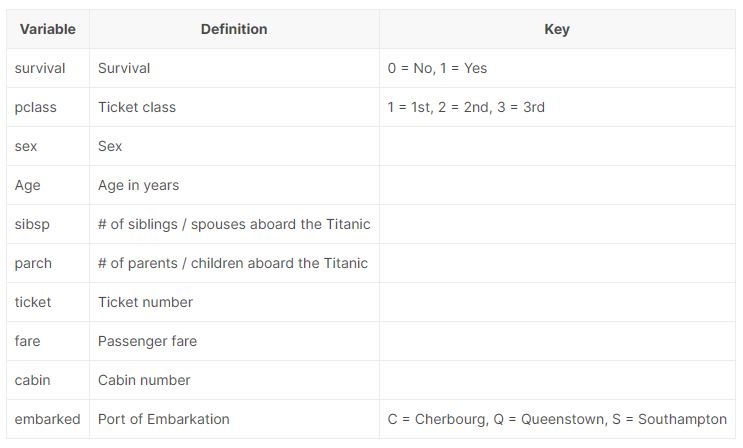 Variable Definition Key
survival Survival 0 = No, 1 = Yes
pclass Ticket class 1 = 1st, 2 = 2nd, 3 = 3rd
sex Sex
Age Age in years
sibsp # of siblings / spouses aboard the Titanic
parch # of parents / children aboard the Titanic
ticket Ticket number
fare Passenger fare
cabin Cabin number
embarked Port of Embarkation C = Cherbourg, Q = Queenstown, S = Southampton